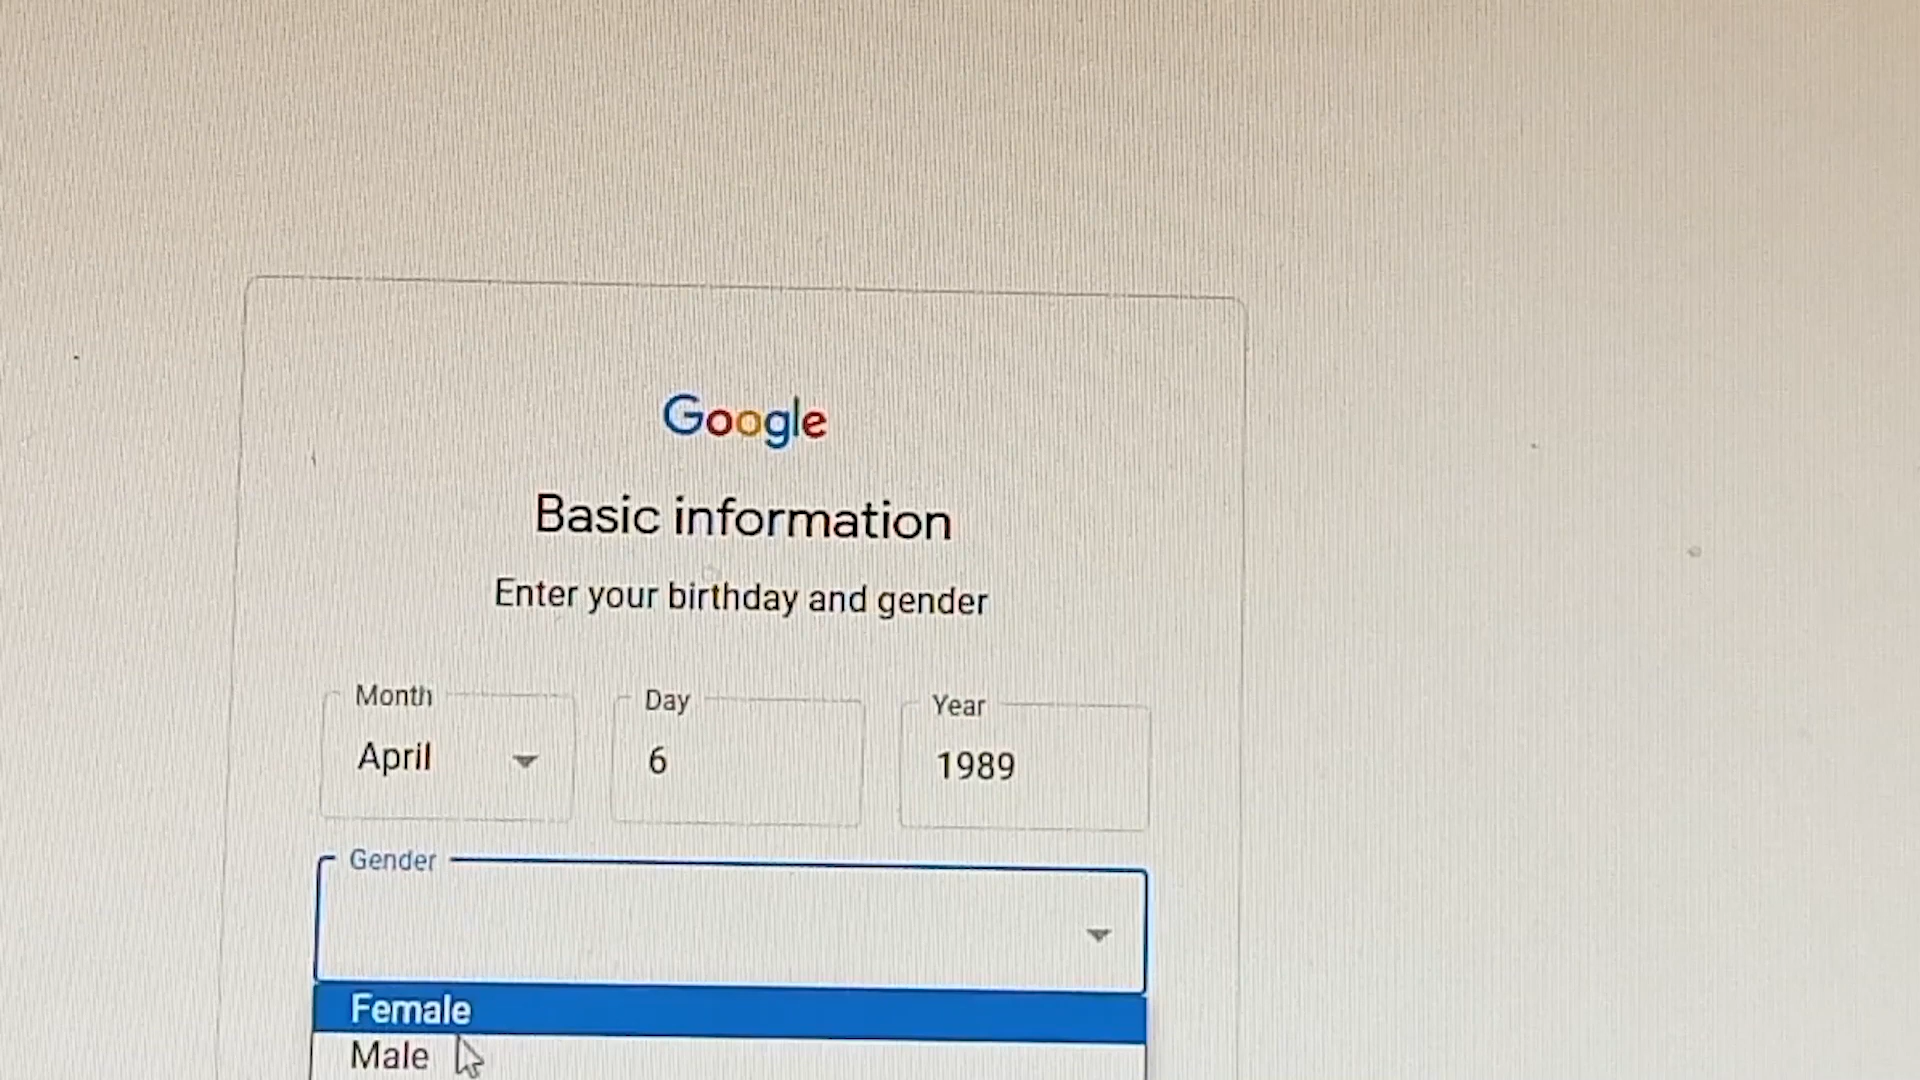 Google
Basic information
Enter your birthday and gender
Month Day Year
April 6 1989
Gender
Female
Male